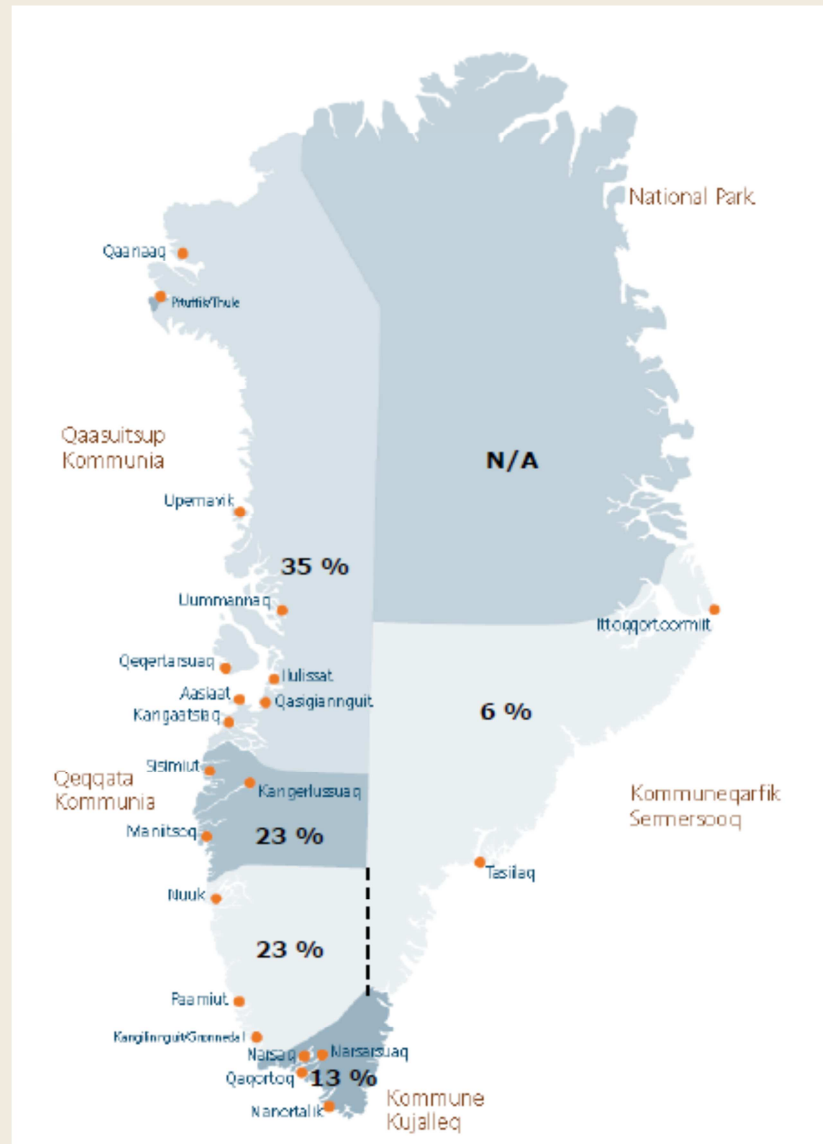 National Park
Qaanaaq
Pituffik/Thule
Qaasuitsup
Kommunia
N/A
Upernavik
35 %
Uummannaq
Ittoqqortoormiit
Qeqertarsuaq
Ilulissat
Aasiaat
Qasigiannguit
6 %
Kangaatsiaq
Sisimiut
Qeqqata
Kommunia
Kangerlussuaq
Kommuneqarfik
Sermersooq
Maniitsoq
23 %
Tasiilaq
Nuuk
23 %
Paamiut
Kangilinnguit/Grønnedal
Narsaq
Narsarsuaq
Qaqortoq
13 %
Kommune
Kujalleq
Nanortalik